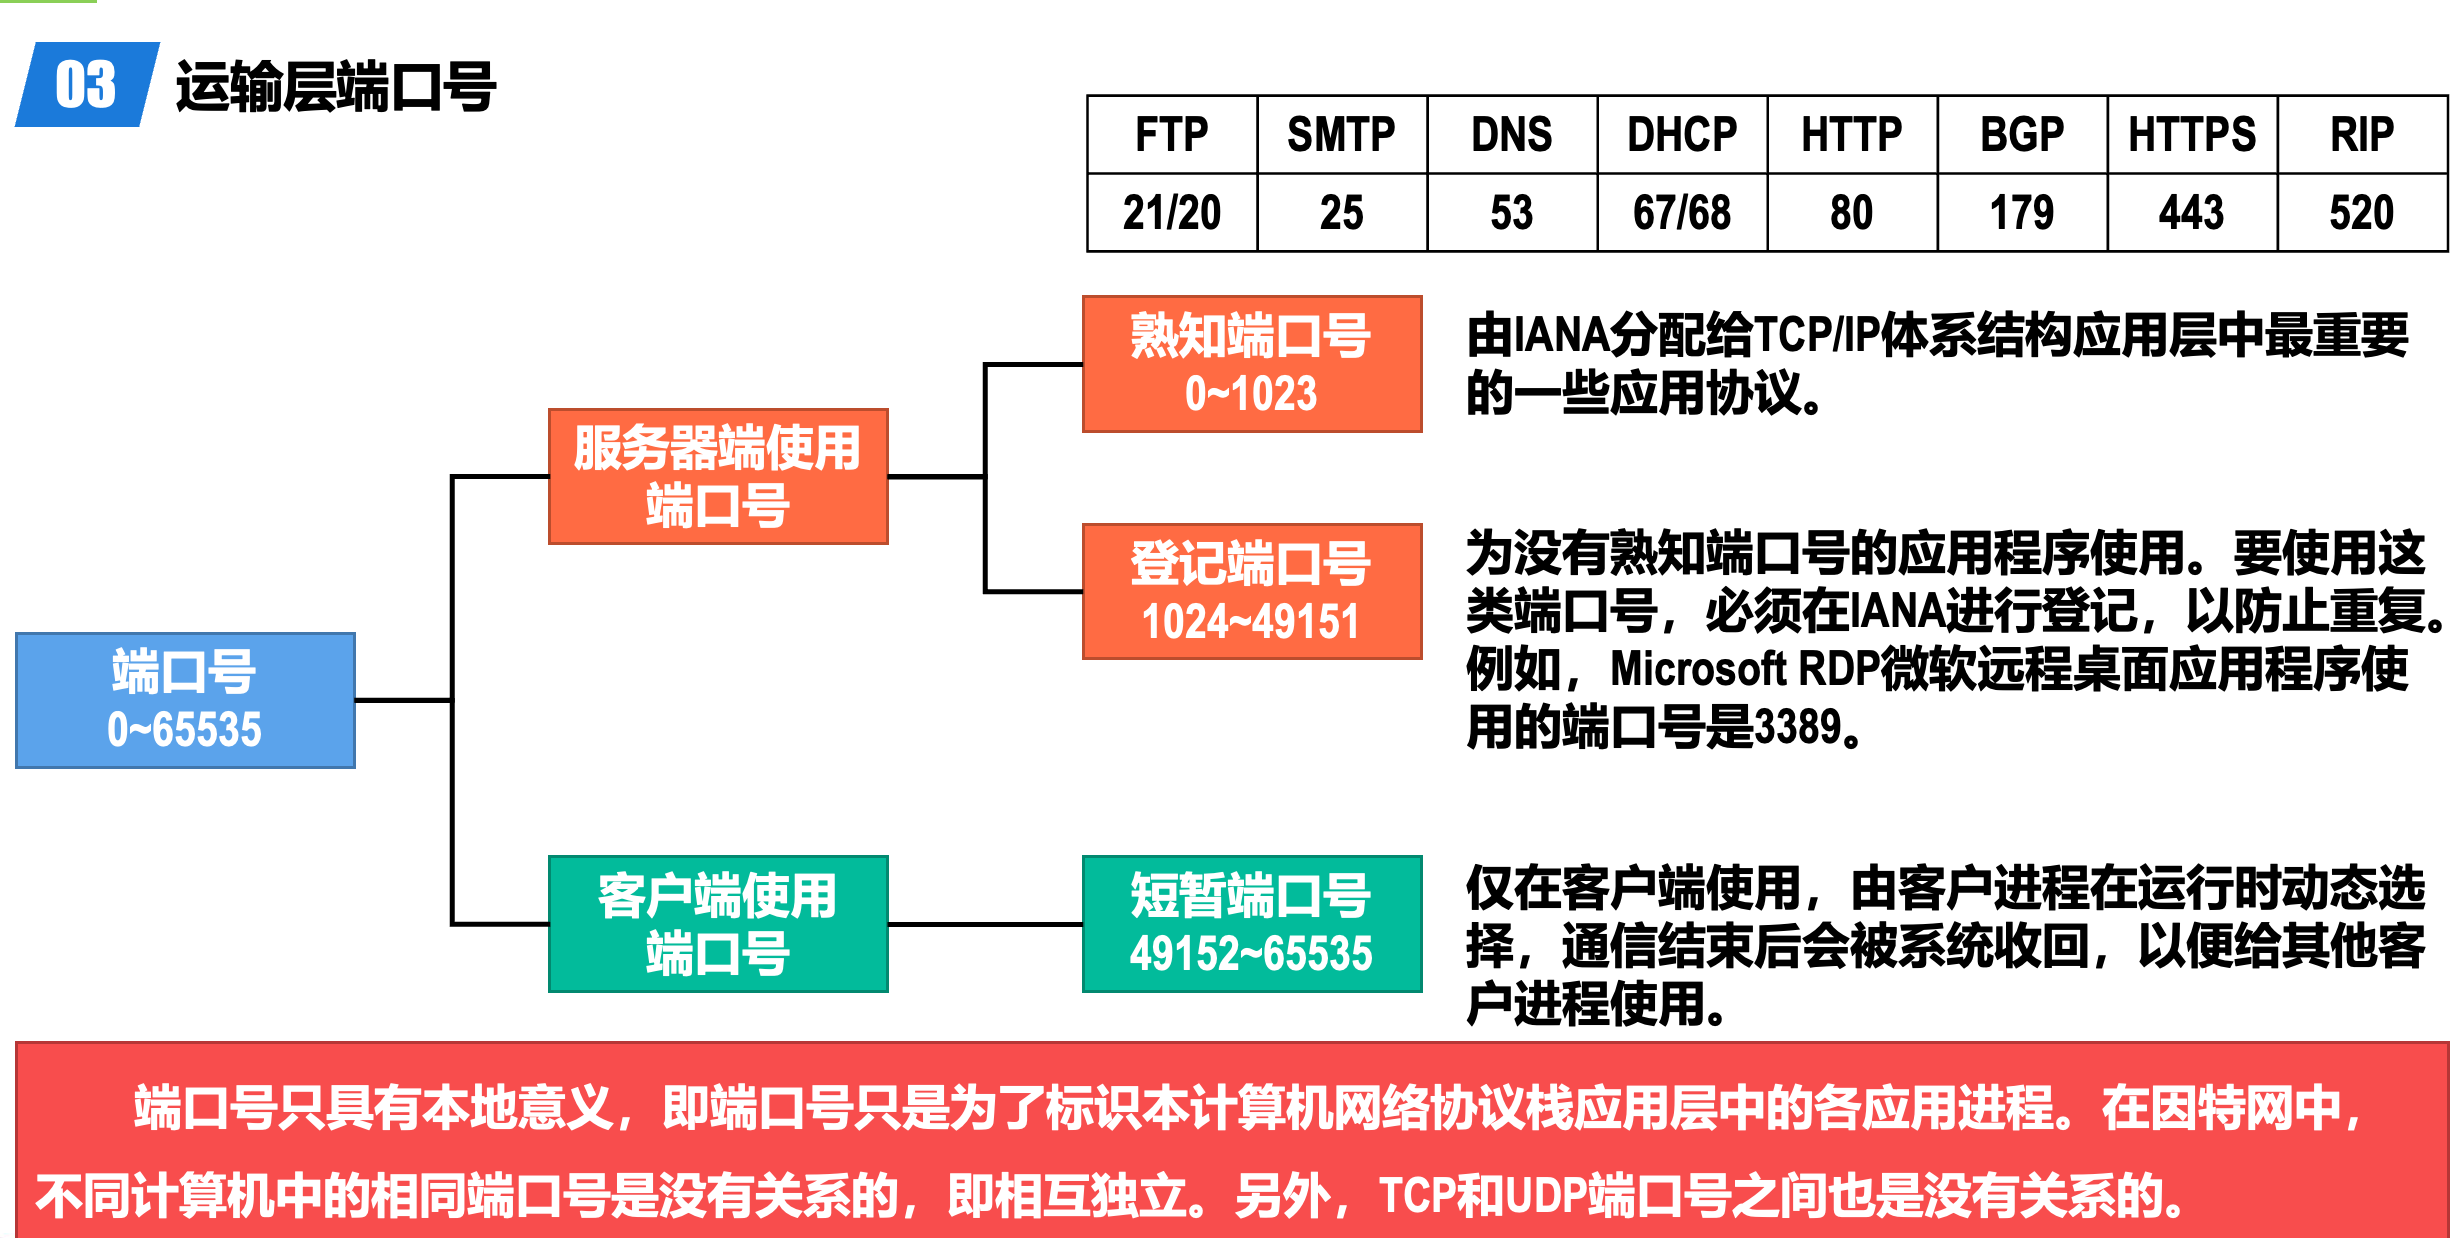 03 运输层端口号
FTP SMTP DNS DHCP HTTP BGP HTTPS RIP
21/20 25 53 67/68 80 179 443 520
熟知端口号
0~1023
由IANA分配给TCP/IP体系结构应用层中最重要
的一些应用协议。
服务器端使用
端口号
登记端口号
1024~49151
为没有熟知端口号的应用程序使用。要使用这
类端口号，必须在IANA进行登记，以防止重复。
例如，Microsoft RDP微软远程桌面应用程序使
用的端口号是3389。
端口号
0~65535
客户端使用
端口号
短暂端口号
49152~65535
仅在客户端使用，由客户进程在运行时动态选
择，通信结束后会被系统收回，以便给其他客
户进程使用。
端口号只具有本地意义，即端口号只是为了标识本计算机网络协议栈应用层中的各应用进程。在因特网中，
不同计算机中的相同端口号是没有关系的，即相互独立。另外，TCP和UDP端口号之间也是没有关系的。